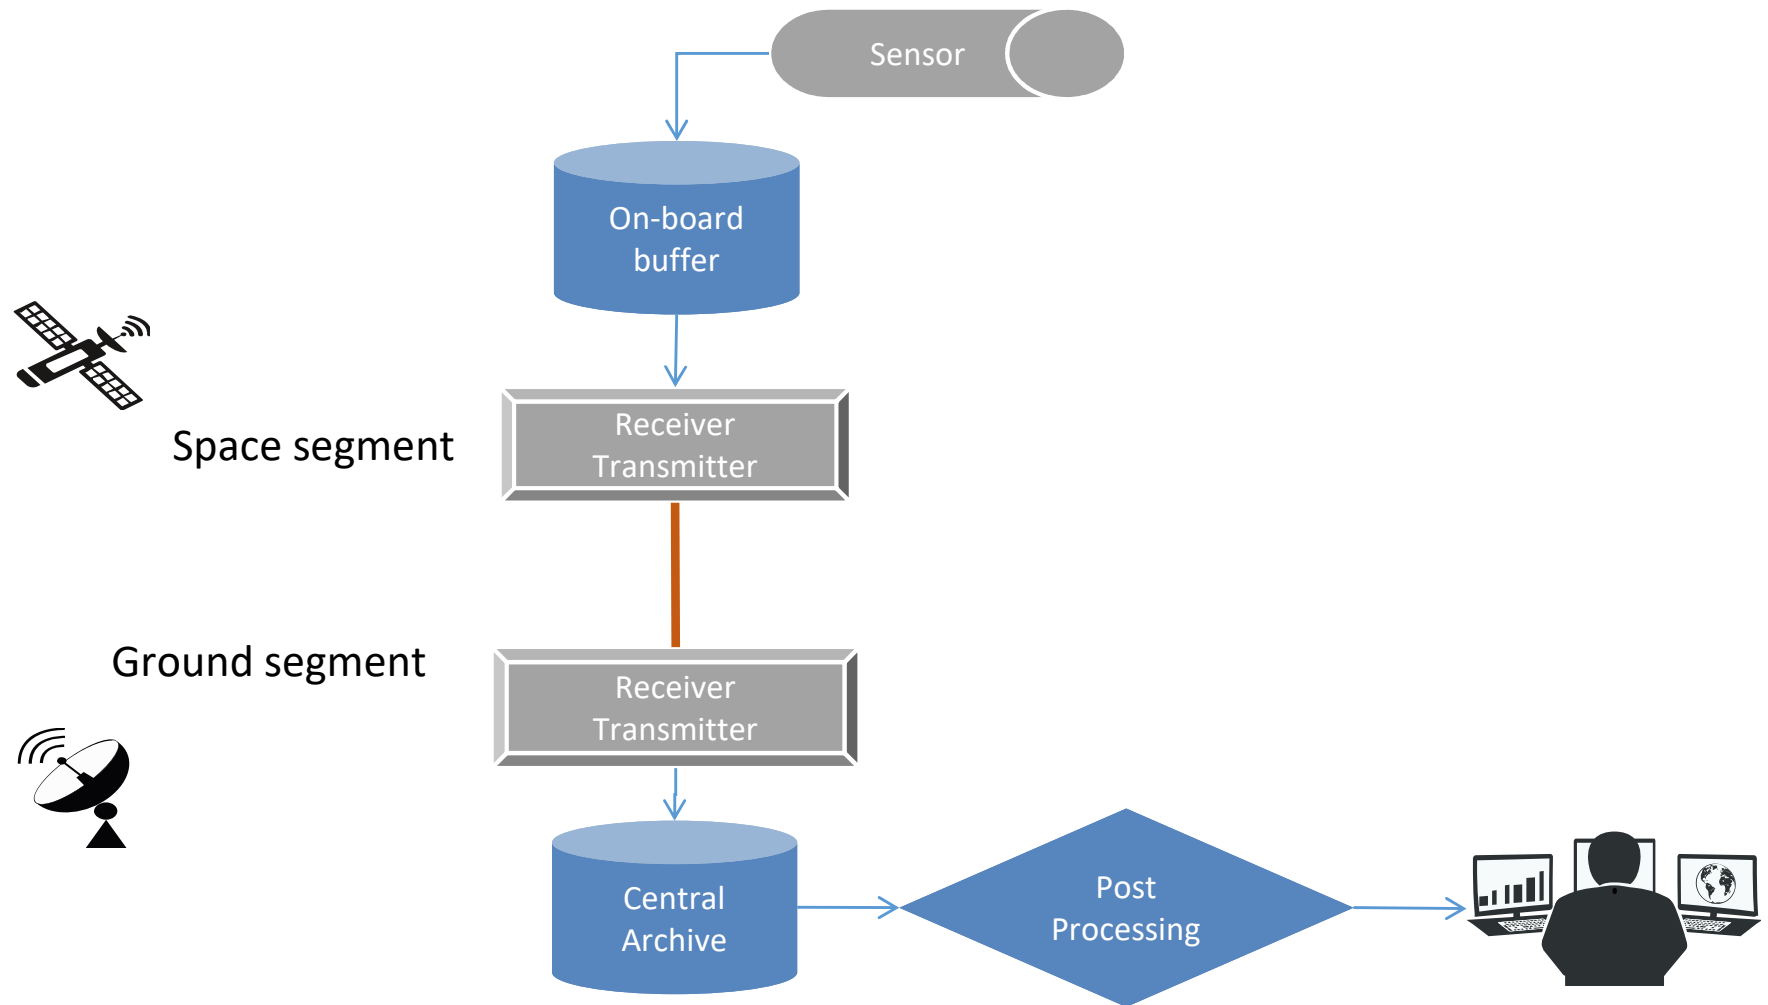 Sensor
On-board
buffer
Receiver
Transmitter
Space segment
Ground segment
Receiver
Transmitter
Central
Archive
Post
Processing